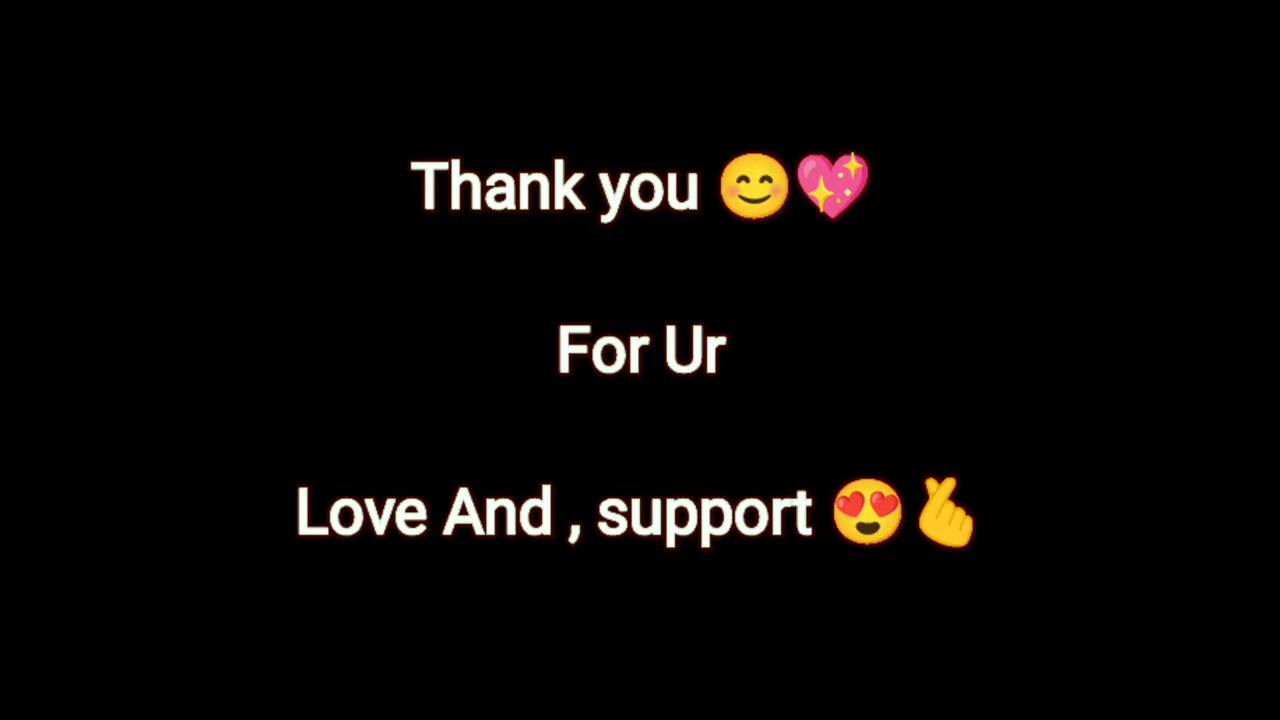 Thank you 😊💖
For Ur
Love And , support 😍🫰